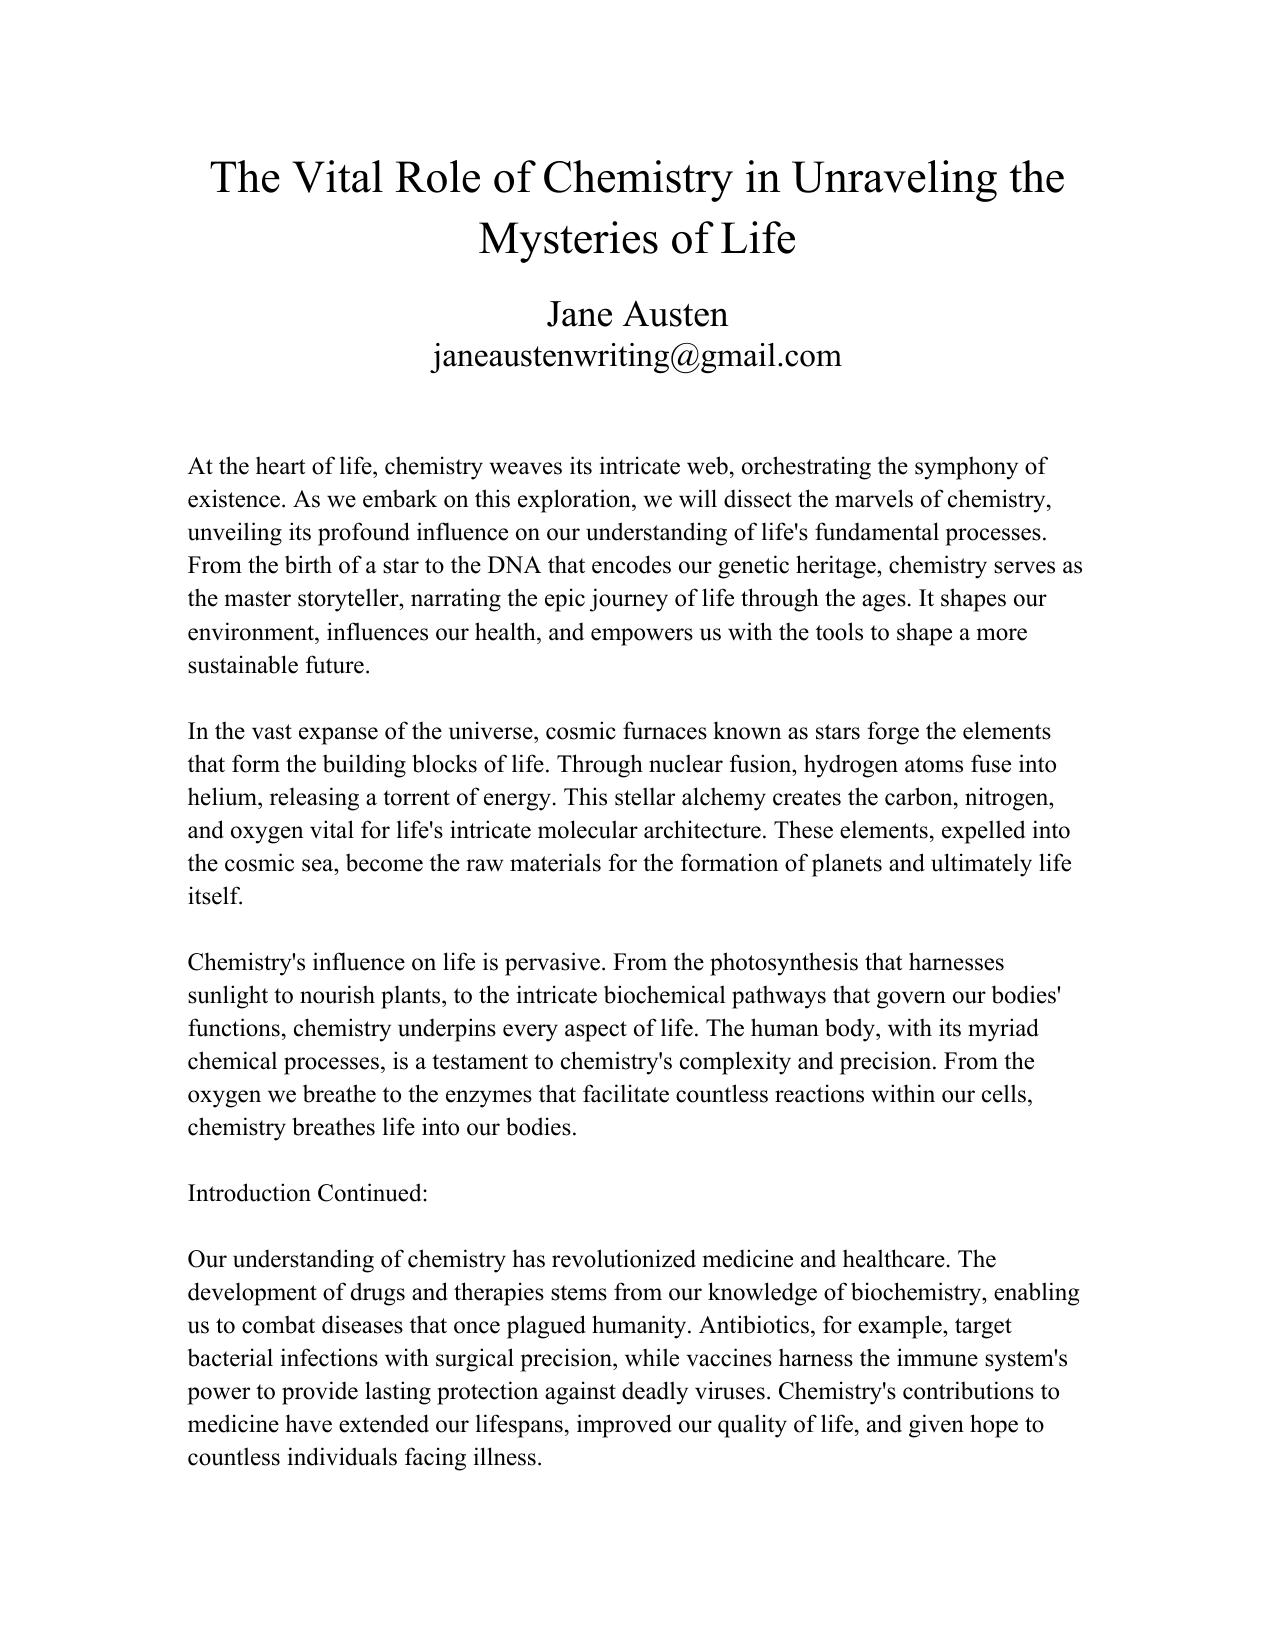 The Vital Role of Chemistry in Unraveling the
Mysteries of Life
Jane Austen
janeaustenwriting@gmail.com
At the heart of life, chemistry weaves its intricate web, orchestrating the symphony of
existence. As we embark on this exploration, we will dissect the marvels of chemistry,
unveiling its profound influence on our understanding of life's fundamental processes.
From the birth of a star to the DNA that encodes our genetic heritage, chemistry serves as
the master storyteller, narrating the epic journey of life through the ages. It shapes our
environment, influences our health, and empowers us with the tools to shape a more
sustainable future.
In the vast expanse of the universe, cosmic furnaces known as stars forge the elements
that form the building blocks of life. Through nuclear fusion, hydrogen atoms fuse into
helium, releasing a torrent of energy. This stellar alchemy creates the carbon, nitrogen,
and oxygen vital for life's intricate molecular architecture. These elements, expelled into
the cosmic sea, become the raw materials for the formation of planets and ultimately life
itself.
Chemistry's influence on life is pervasive. From the photosynthesis that harnesses
sunlight to nourish plants, to the intricate biochemical pathways that govern our bodies'
functions, chemistry underpins every aspect of life. The human body, with its myriad
chemical processes, is a testament to chemistry's complexity and precision. From the
oxygen we breathe to the enzymes that facilitate countless reactions within our cells,
chemistry breathes life into our bodies.
Introduction Continued:
Our understanding of chemistry has revolutionized medicine and healthcare. The
development of drugs and therapies stems from our knowledge of biochemistry, enabling
us to combat diseases that once plagued humanity. Antibiotics, for example, target
bacterial infections with surgical precision, while vaccines harness the immune system's
power to provide lasting protection against deadly viruses. Chemistry's contributions to
medicine have extended our lifespans, improved our quality of life, and given hope to
countless individuals facing illness.